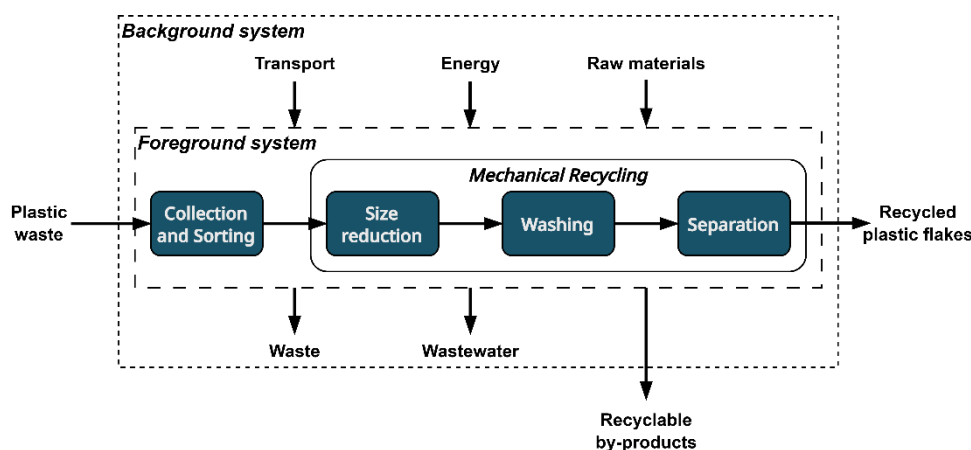 Background system
Transport
Energy
Raw materials
Foreground system
Mechanical Recycling
Plastic
waste
Collection
and Sorting
Size
reduction
Washing
Separation
Recycled
plastic flakes
Waste
Wastewater
Recyclable
by-products